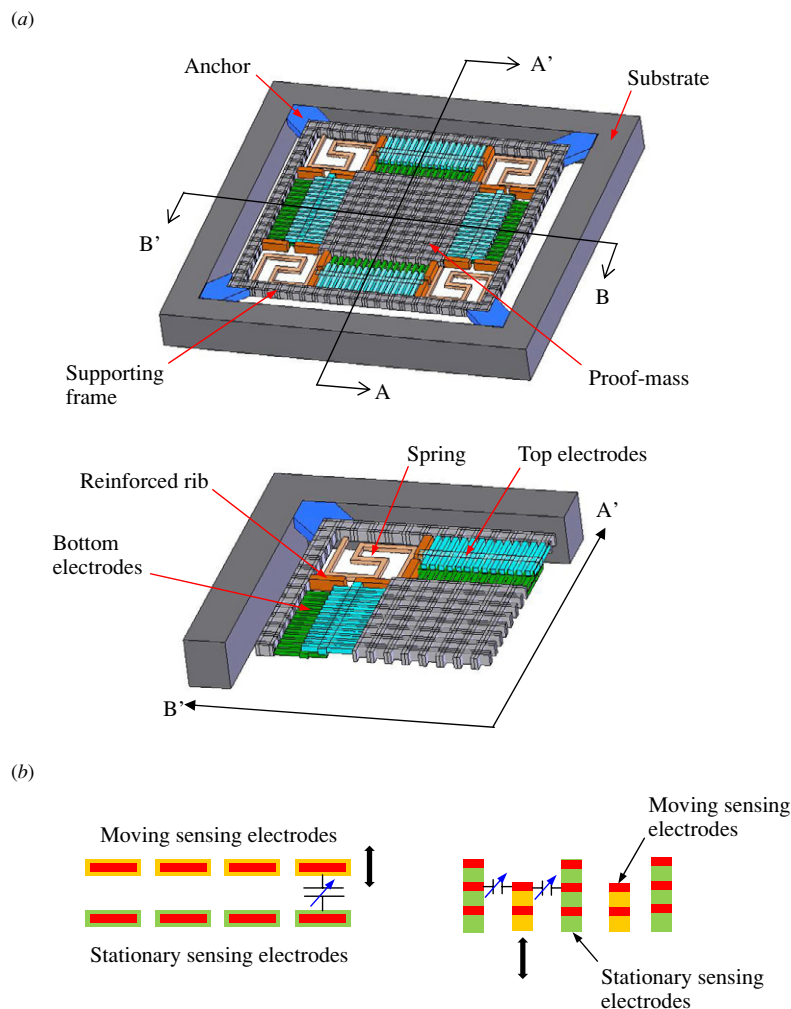 (a)
A'
Anchor
Substrate
B'
B
Supporting
frame
A
Proof-mass
Spring
Top electrodes
Reinforced rib
A'
Bottom
electrodes
B'
(b)
Moving sensing
electrodes
Moving sensing electrodes
Stationary sensing electrodes
Stationary sensing
electrodes